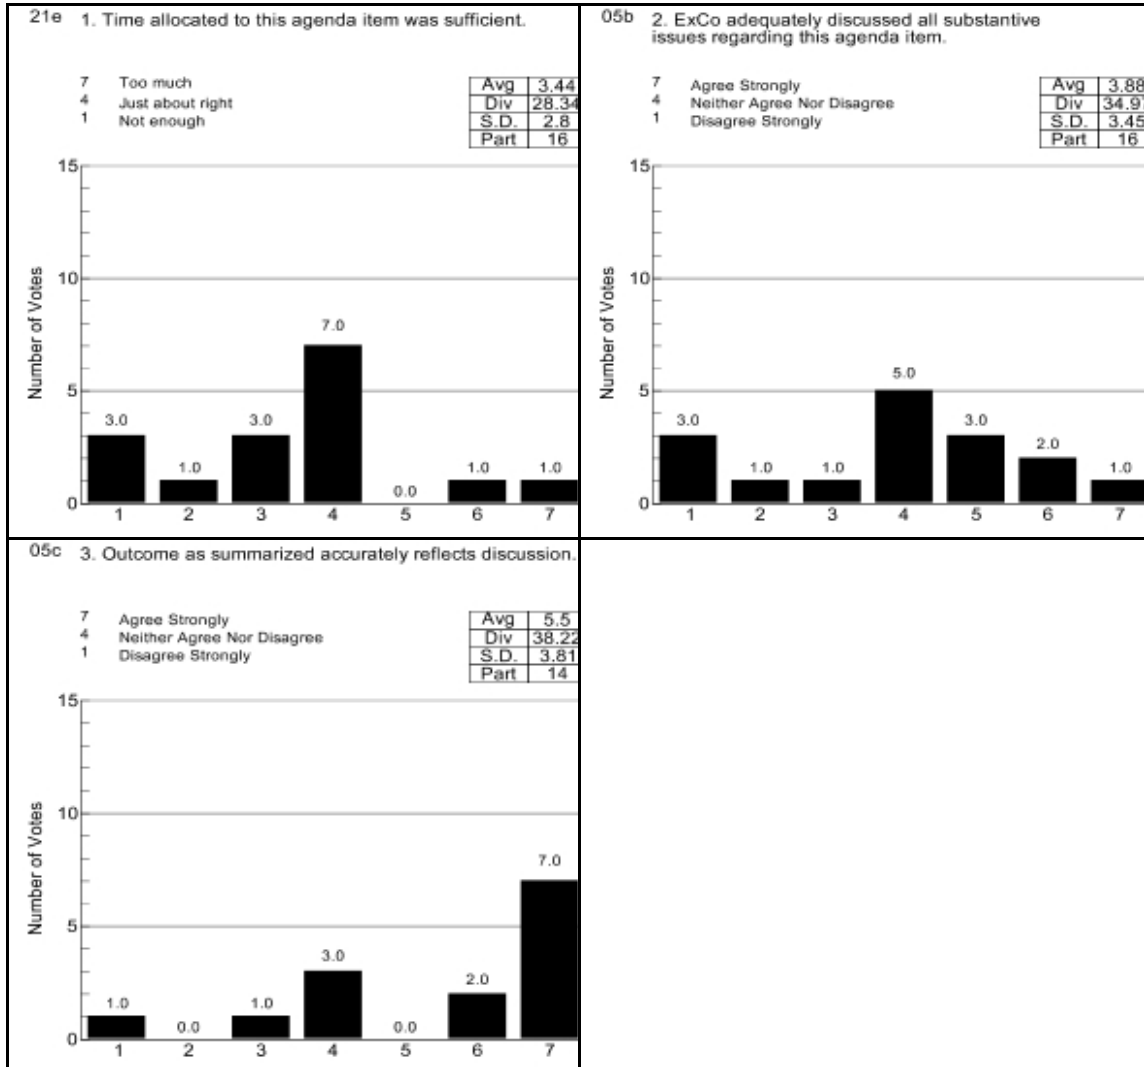 21e 1. Time allocated to this agenda item was sufficient.
7 Too much
4 Just about right
1 Not enough
Avg 3.44
Div 28.34
S.D. 2.8
Part 16
Number of Votes
15
10
5
0
3.0 1.0 3.0 7.0 0.0 1.0 1.0
1 2 3 4 5 6 7
05b 2. ExCo adequately discussed all substantive
issues regarding this agenda item.
7 Agree Strongly
4 Neither Agree Nor Disagree
1 Disagree Strongly
Avg 3.88
Div 34.97
S.D. 3.45
Part 16
Number of Votes
15
10
5
0
3.0 1.0 1.0 5.0 3.0 2.0 1.0
1 2 3 4 5 6 7
05c 3. Outcome as summarized accurately reflects discussion.
7 Agree Strongly
4 Neither Agree Nor Disagree
1 Disagree Strongly
Avg 5.5
Div 38.22
S.D. 3.81
Part 14
Number of Votes
15
10
5
0
1.0 0.0 1.0 3.0 0.0 2.0 7.0
1 2 3 4 5 6 7